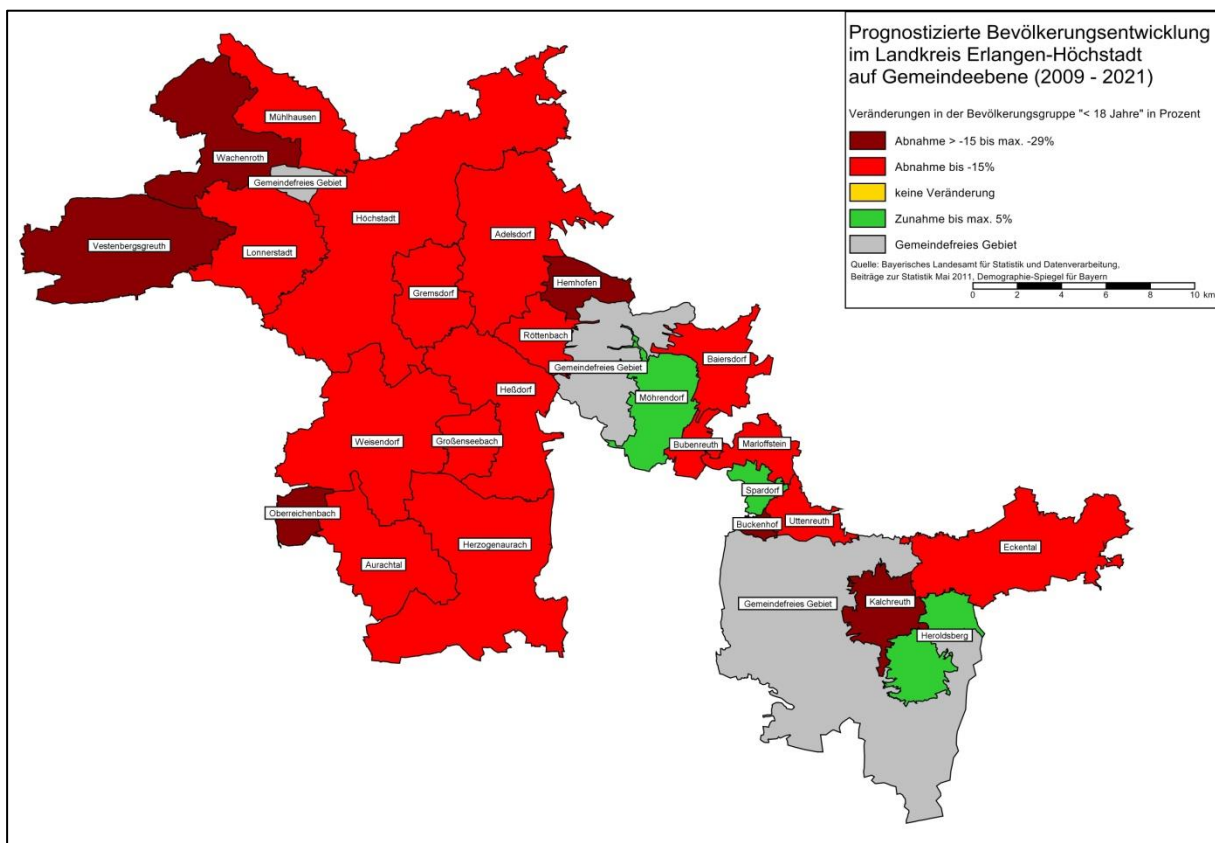 Prognostizierte Bevölkerungsentwicklung
im Landkreis Erlangen-Höchstadt
auf Gemeindeebene (2009 - 2021)
Veränderungen in der Bevölkerungsgruppe "< 18 Jahre" in Prozent
Abnahme > -15 bis max. -29%
Abnahme bis -15%
keine Veränderung
Zunahme bis max. 5%
Gemeindefreies Gebiet
Quelle: Bayerisches Landesamt für Statistik und Datenverarbeitung,
Beiträge zur Statistik Mai 2011, Demographie-Spiegel für Bayern
0 2 4 6 8 10 km
Mühlhausen
Wachenroth
Gemeindefreies Gebiet
Höchstadt
Adelsdorf
Vestenbergsgreuth
Lonnerstadt
Hemhofen
Gremsdorf
Röttenbach
Gemeindefreies Gebiet
Baiersdorf
Heßdorf
Möhrendorf
Weisendorf
Großenseebach
Bubenreuth
Marloffstein
Spardorf
Oberreichenbach
Buckenhof
Uttenreuth
Herzogenaurach
Eckental
Aurachtal
Gemeindefreies Gebiet
Kalchreuth
Heroldsberg